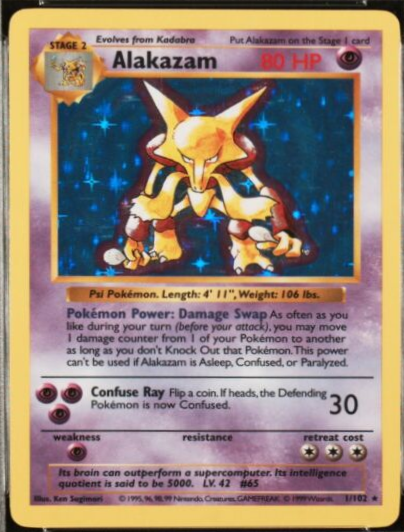 Evolves from Kadabra Put Alakazam on the Stage 1 card
STAGE 2
Alakazam 80 HP
Psi Pokémon. Length: 4' 11", Weight: 106 lbs.
Pokémon Power: Damage Swap As often as you
like during your turn (before your attack), you may move
1 damage counter from 1 of your Pokémon to another
as long as you don't Knock Out that Pokémon. This power
can't be used if Alakazam is Asleep, Confused, or Paralyzed.
Confuse Ray Flip a coin. If heads, the Defending
Pokémon is now Confused. 30
weakness resistance retreat cost
Its brain can outperform a supercomputer. Its intelligence
quotient is said to be 5000. LV. 42 #65
Illus. Ken Sugimori © 1995, 96, 98, 99 Nintendo, Creatures, GAMEFREAK. © 1999 Wizards. 1/102 ★